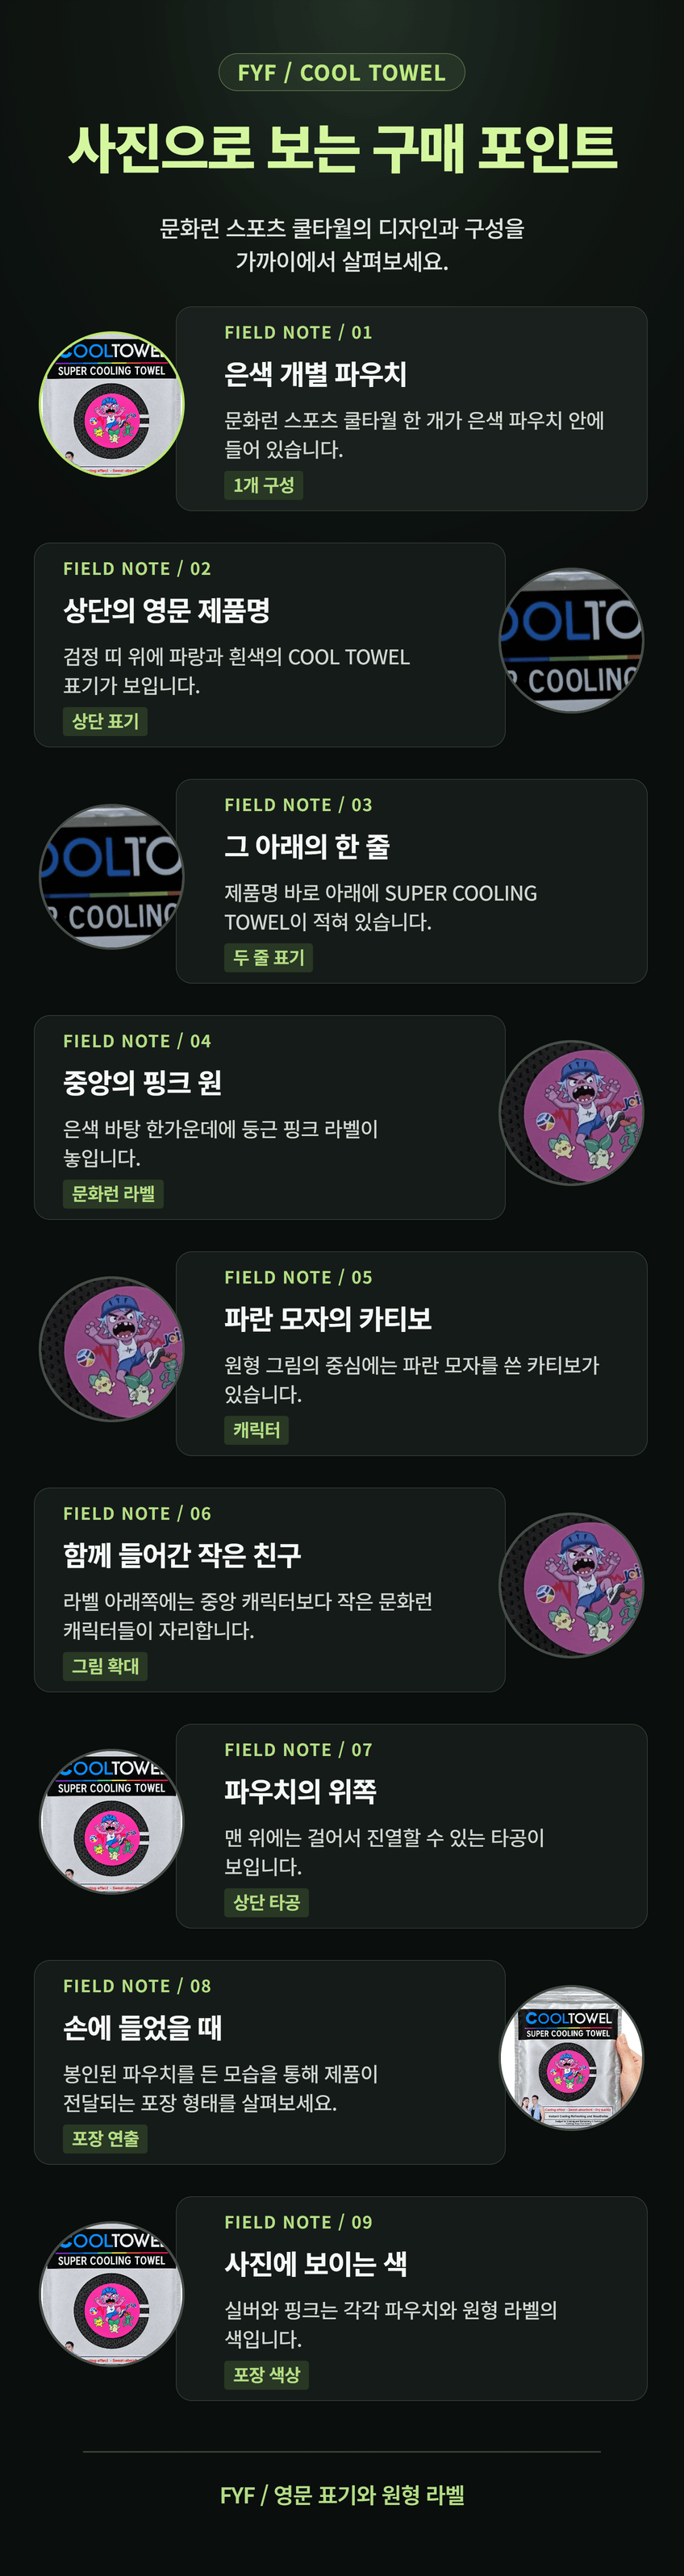 FYF / COOL TOWEL
사진으로 보는 구매 포인트
문화런 스포츠 쿨타월의 디자인과 구성을
가까이에서 살펴보세요.
COOLTOWEL
SUPER COOLING TOWEL
FIELD NOTE / 01
은색 개별 파우치
문화런 스포츠 쿨타월 한 개가 은색 파우치 안에
들어 있습니다.
1개 구성
FIELD NOTE / 02
상단의 영문 제품명
검정 띠 위에 파랑과 흰색의 COOL TOWEL
표기가 보입니다.
상단 표기
OOLTO
COOLING
FIELD NOTE / 03
그 아래의 한 줄
제품명 바로 아래에 SUPER COOLING
TOWEL이 적혀 있습니다.
두 줄 표기
OOLTO
COOLING
FIELD NOTE / 04
중앙의 핑크 원
은색 바탕 한가운데에 둥근 핑크 라벨이
놓입니다.
문화런 라벨
FIELD NOTE / 05
파란 모자의 카티보
원형 그림의 중심에는 파란 모자를 쓴 카티보가
있습니다.
캐릭터
FIELD NOTE / 06
함께 들어간 작은 친구
라벨 아래쪽에는 중앙 캐릭터보다 작은 문화런
캐릭터들이 자리합니다.
그림 확대
COOLTOWEL
SUPER COOLING TOWEL
FIELD NOTE / 07
파우치의 위쪽
맨 위에는 걸어서 진열할 수 있는 타공이
보입니다.
상단 타공
FIELD NOTE / 08
손에 들었을 때
봉인된 파우치를 든 모습을 통해 제품이
전달되는 포장 형태를 살펴보세요.
포장 연출
COOLTOWEL
SUPER COOLING TOWEL
COOLTOWEL
SUPER COOLING TOWEL
FIELD NOTE / 09
사진에 보이는 색
실버와 핑크는 각각 파우치와 원형 라벨의
색입니다.
포장 색상
FYF / 영문 표기와 원형 라벨